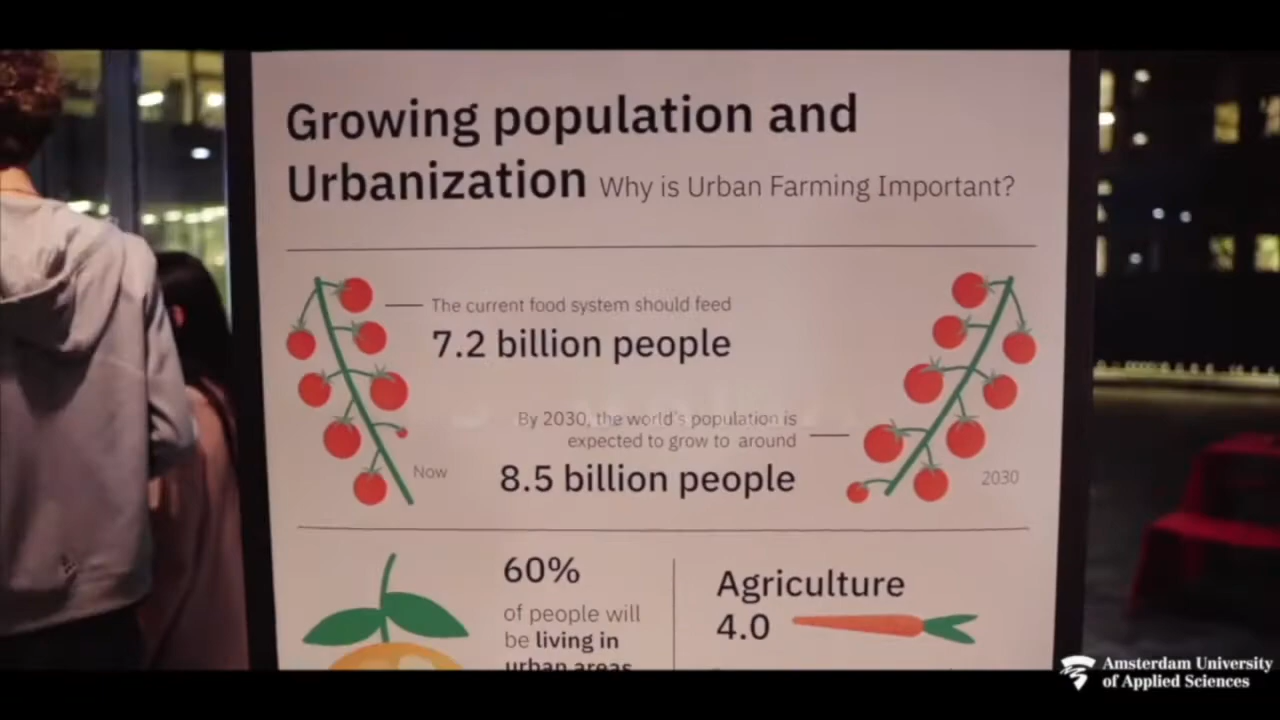 Growing population and
Urbanization Why is Urban Farming Important?
The current food system should feed
7.2 billion people
By 2030, the world's population is
expected to grow to around
8.5 billion people
Now
2030
60%
of people will
be living in
urban areas
Agriculture
4.0
Amsterdam University
of Applied Sciences